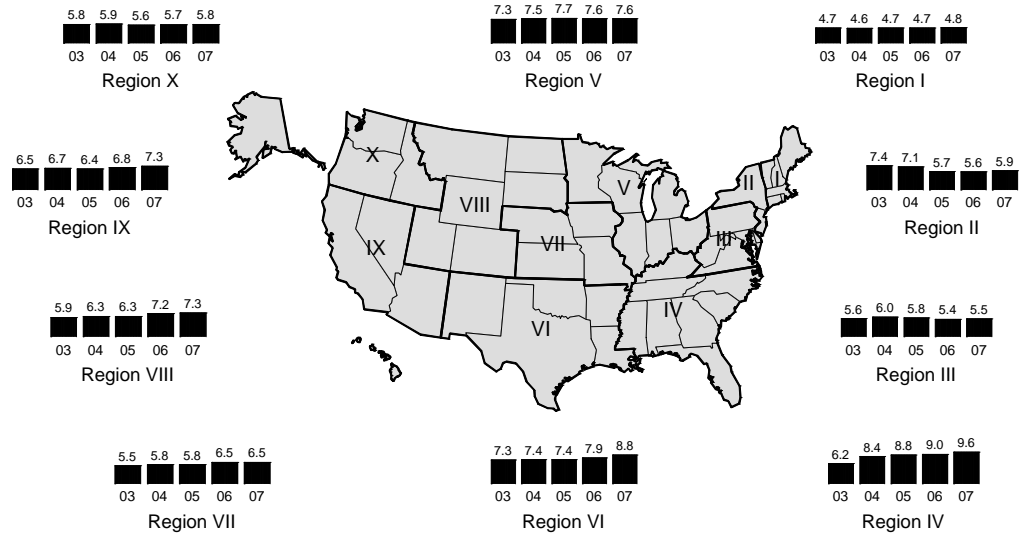 5.8 5.9 5.6 5.7 5.8
03 04 05 06 07
Region X
7.3 7.5 7.7 7.6 7.6
03 04 05 06 07
Region V
4.7 4.6 4.7 4.7 4.8
03 04 05 06 07
Region I
6.5 6.7 6.4 6.8 7.3
03 04 05 06 07
Region IX
7.4 7.1 5.7 5.6 5.9
03 04 05 06 07
Region II
X
V
II
I
VIII
III
IX
VII
IV
VI
5.9 6.3 6.3 7.2 7.3
03 04 05 06 07
Region VIII
5.6 6.0 5.8 5.4 5.5
03 04 05 06 07
Region III
5.5 5.8 5.8 6.5 6.5
03 04 05 06 07
Region VII
7.3 7.4 7.4 7.9 8.8
03 04 05 06 07
Region VI
6.2 8.4 8.8 9.0 9.6
03 04 05 06 07
Region IV